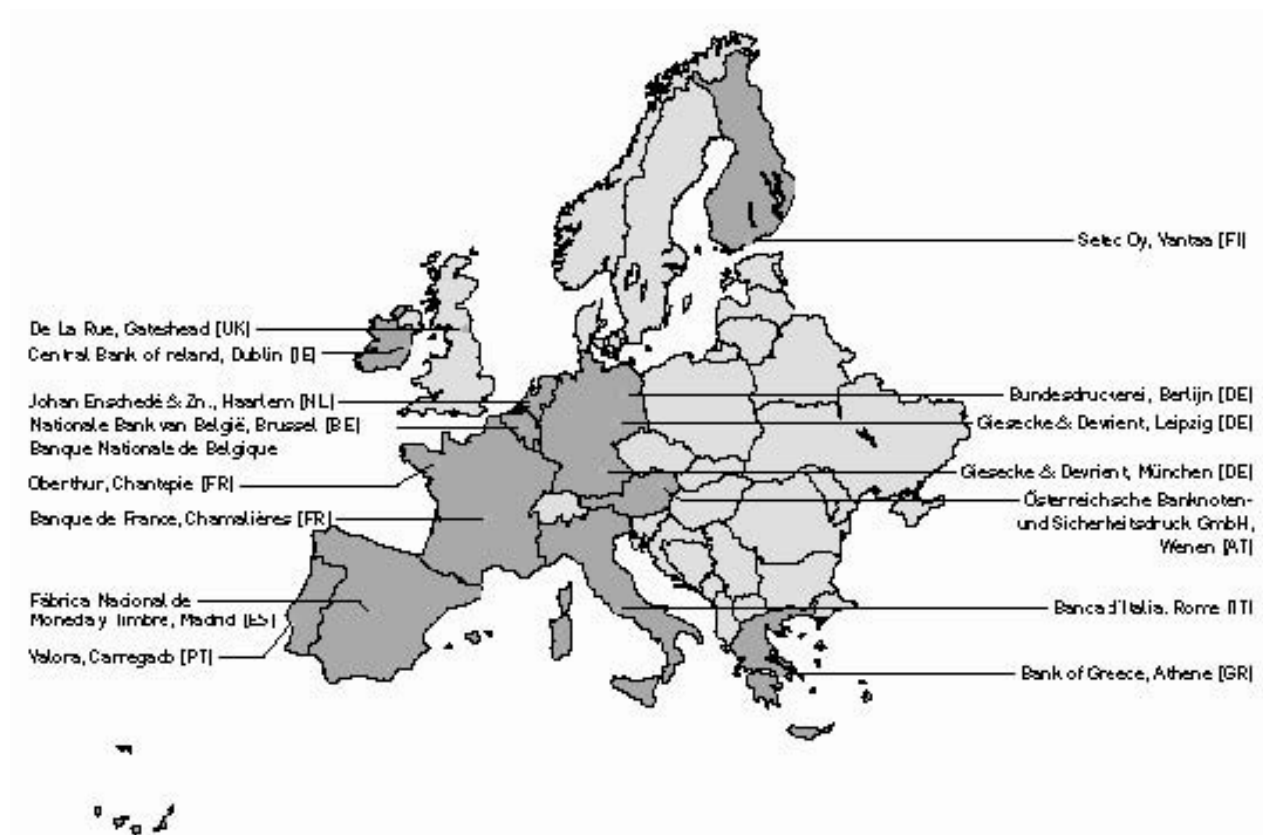 Setec Oy, Vantaa [FI]
De La Rue, Gateshead [UK]
Central Bank of reland, Dublin [IE]
Johan Enschedé & Zn., Haarlem [NL]
Nationale Bank van België, Brussel [BE]
Banque Nationale de Belgique
Oberthur, Chantepie [FR]
Banque de France, Chamalières [FR]
Fábrica Nacional de
Moneda y Timbre, Madrid [ES]
Valora, Carregado [PT]
Bundesdruckerei, Berlijn [DE]
Giesecke & Devrient, Leipzig [DE]
Giesecke & Devrient, München [DE]
Österreichsche Banknoten-
und Sicherheitsdruck GmbH,
Wenen [AT]
Banca d'Italia. Rome [IT]
Bank of Greece, Athene [GR]